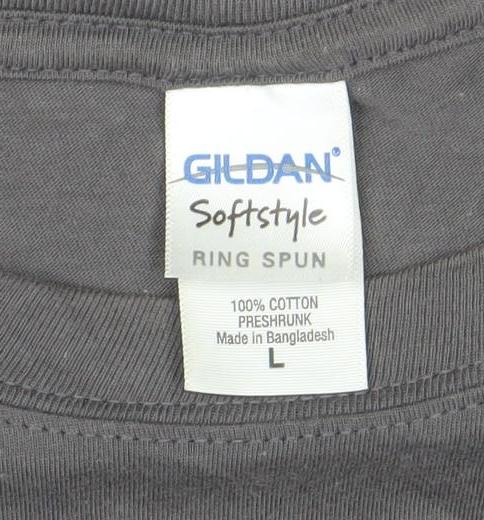 GILDAN®
Softstyle
RING SPUN
100% COTTON
PRESHRUNK
Made in Bangladesh
L